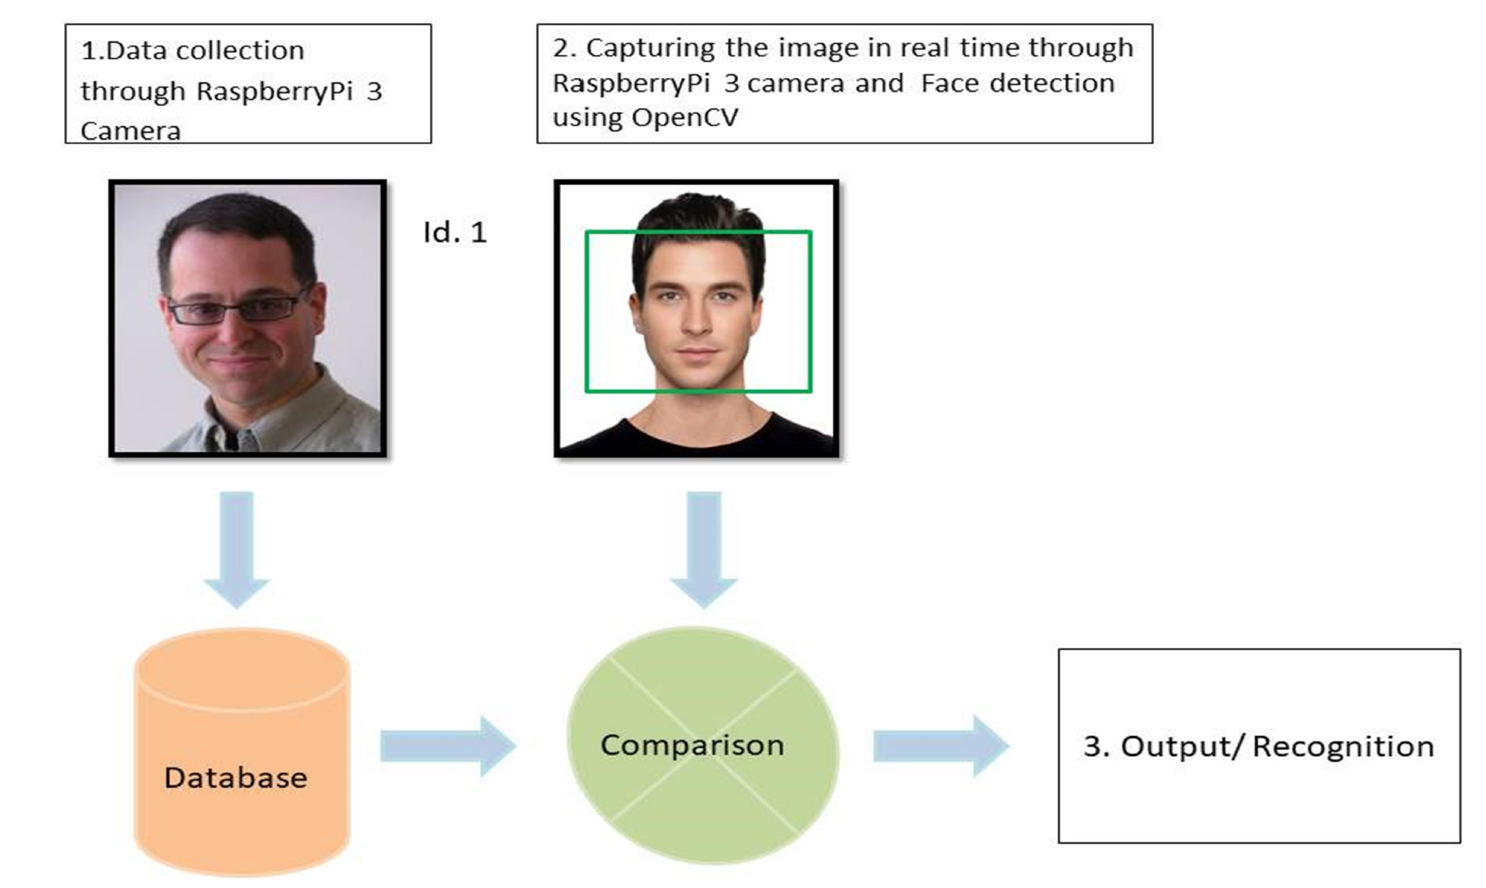 1.Data collection
through RaspberryPi 3
Camera
2. Capturing the image in real time through
RaspberryPi 3 camera and Face detection
using OpenCV
Id. 1
Database
Comparison
3. Output/ Recognition